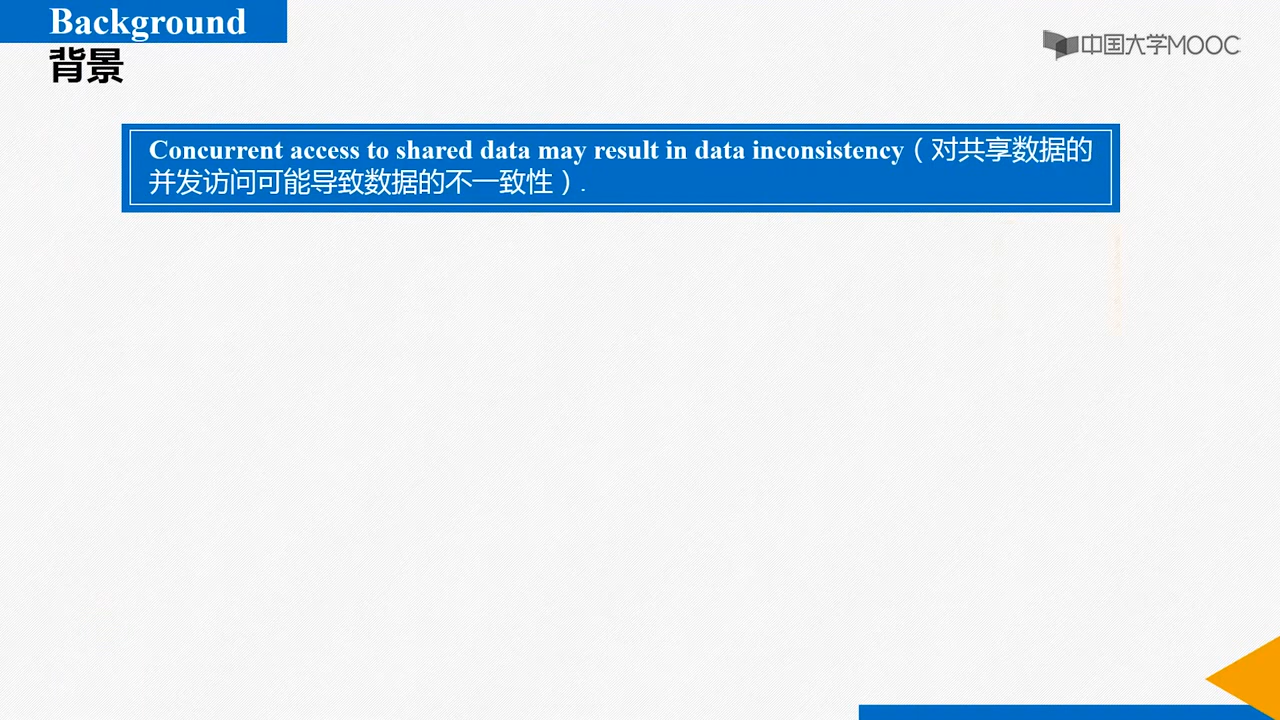 Background
背景
中国大学MOOC
Concurrent access to shared data may result in data inconsistency（对共享数据的
并发访问可能导致数据的不一致性）.